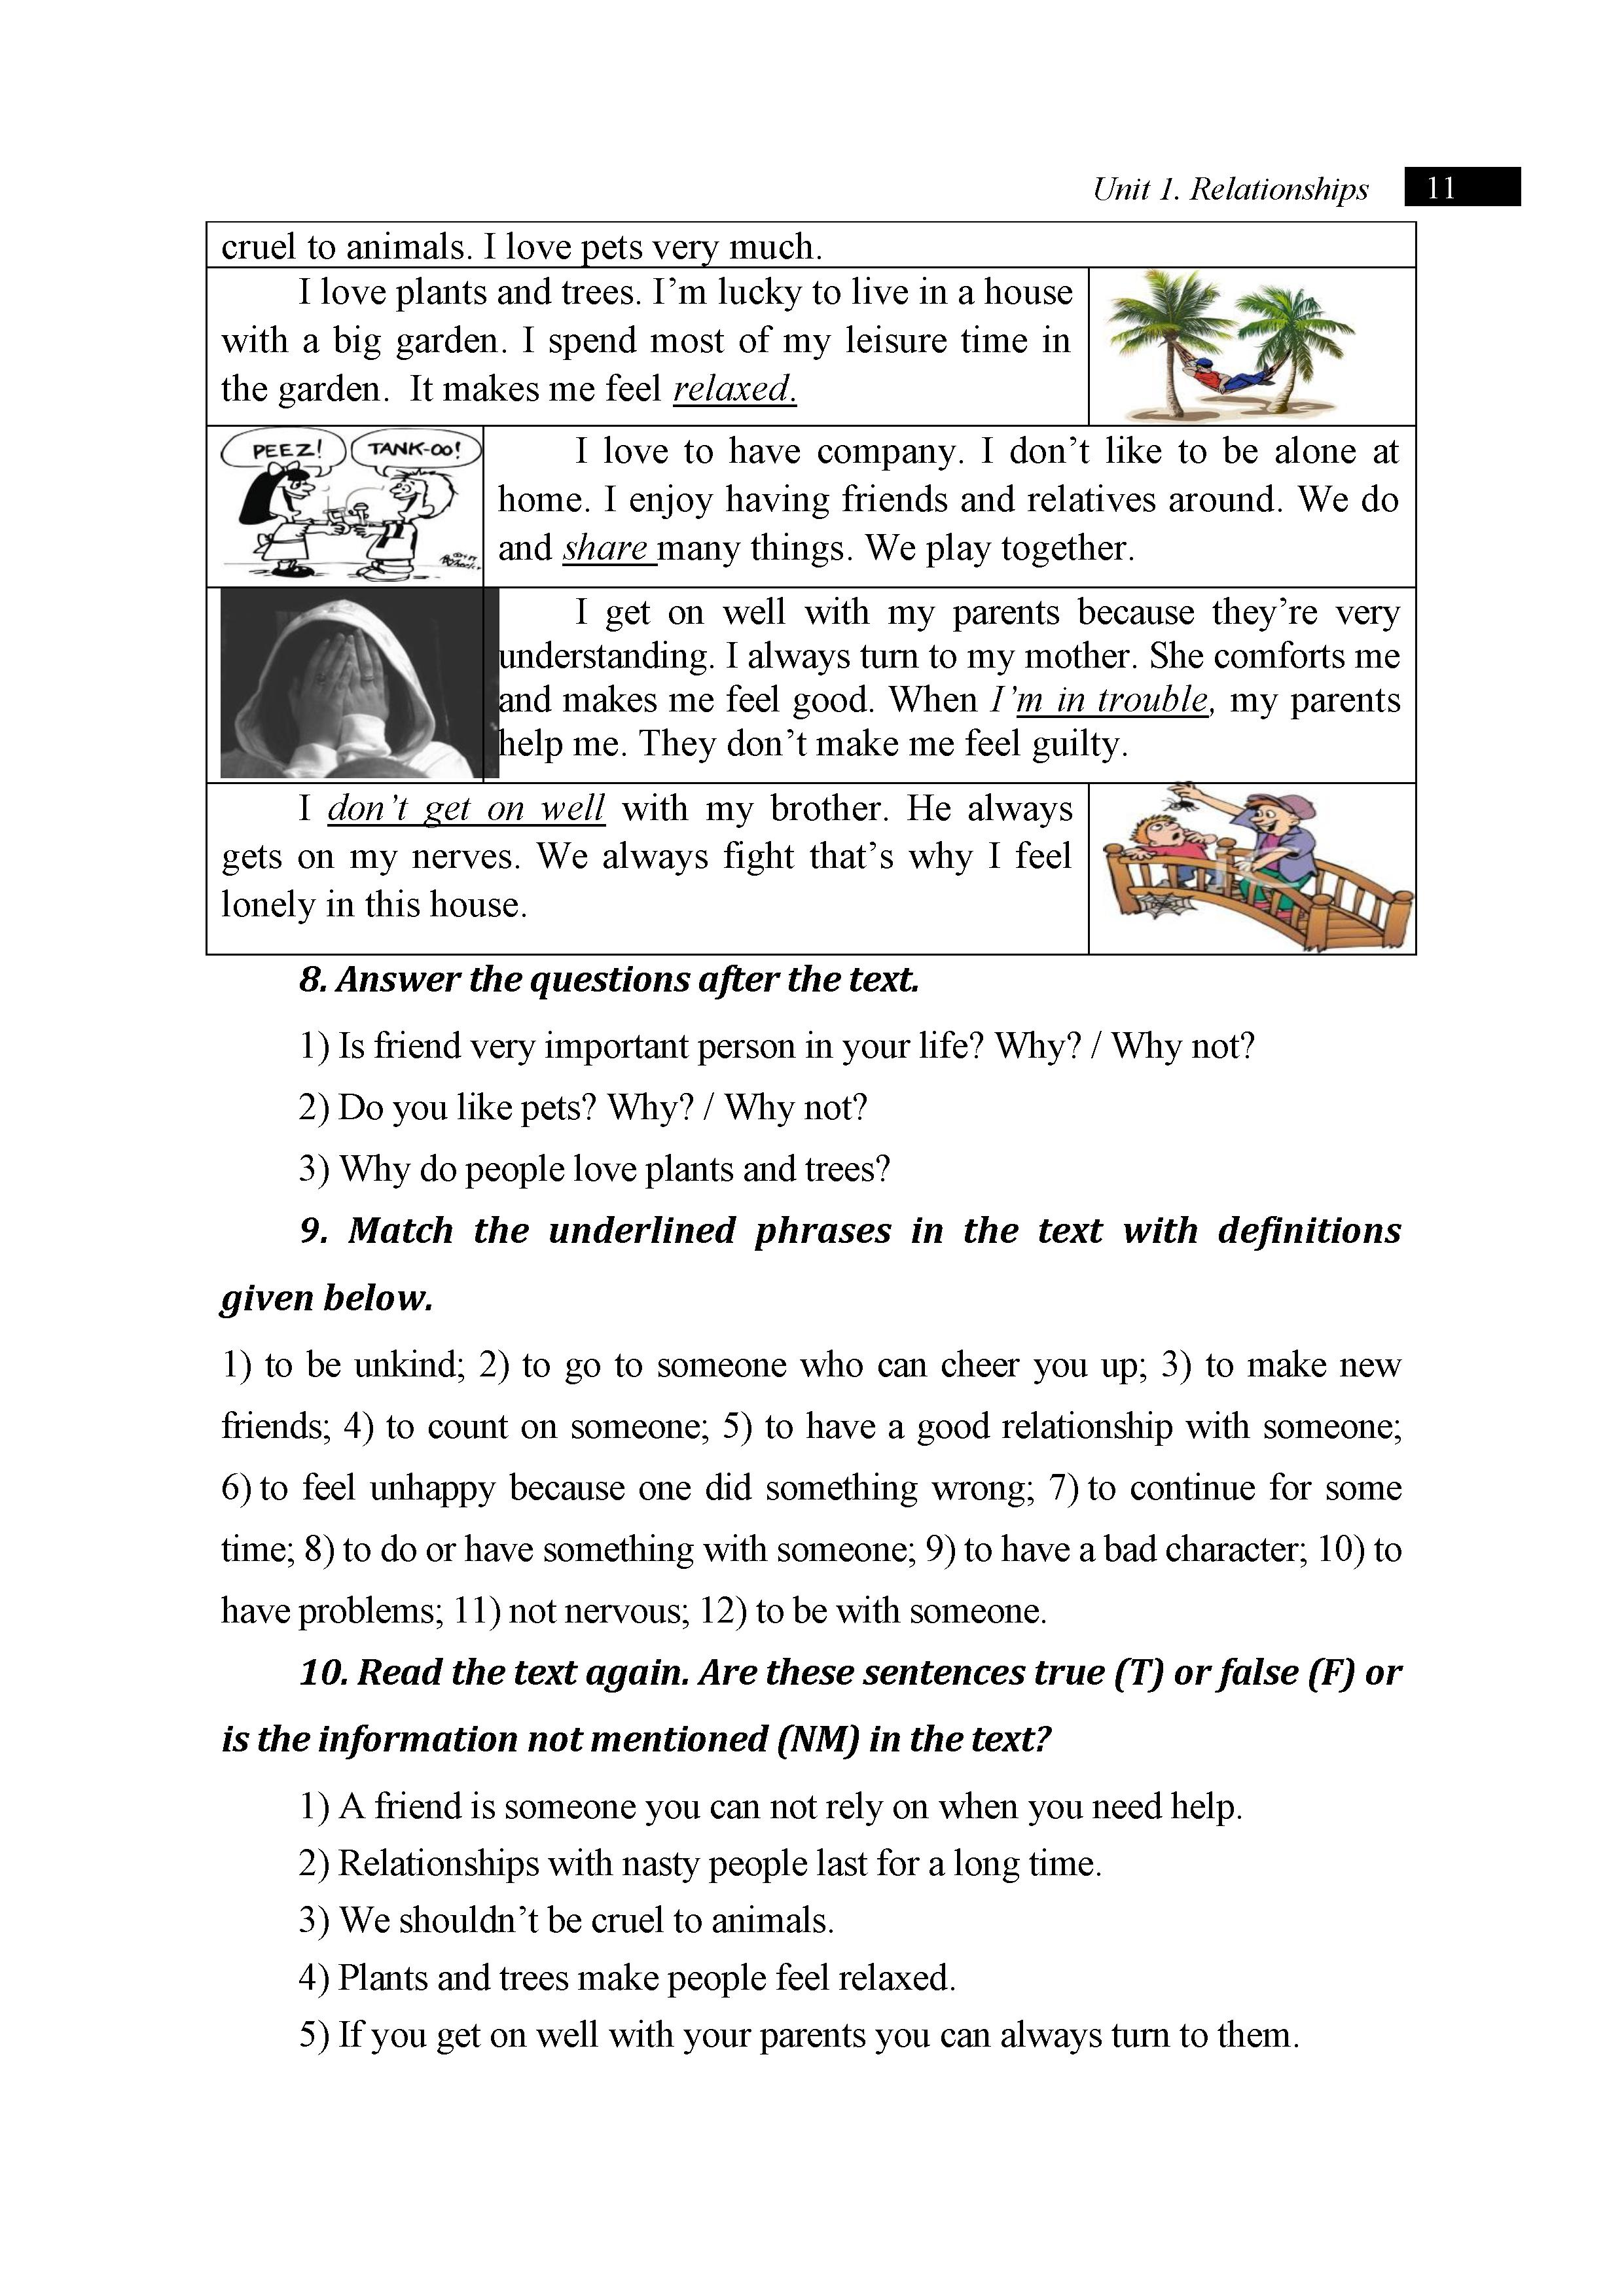 Unit 1. Relationships 11
cruel to animals. I love pets very much.
I love plants and trees. I’m lucky to live in a house
with a big garden. I spend most of my leisure time in
the garden. It makes me feel relaxed.
PEEZ! TANK-OO!
I love to have company. I don’t like to be alone at
home. I enjoy having friends and relatives around. We do
and share many things. We play together.
I get on well with my parents because they’re very
understanding. I always turn to my mother. She comforts me
and makes me feel good. When I’m in trouble, my parents
help me. They don’t make me feel guilty.
I don’t get on well with my brother. He always
gets on my nerves. We always fight that’s why I feel
lonely in this house.
8. Answer the questions after the text.
1) Is friend very important person in your life? Why? / Why not?
2) Do you like pets? Why? / Why not?
3) Why do people love plants and trees?
9. Match the underlined phrases in the text with definitions
given below.
1) to be unkind; 2) to go to someone who can cheer you up; 3) to make new
friends; 4) to count on someone; 5) to have a good relationship with someone;
6) to feel unhappy because one did something wrong; 7) to continue for some
time; 8) to do or have something with someone; 9) to have a bad character; 10) to
have problems; 11) not nervous; 12) to be with someone.
10. Read the text again. Are these sentences true (T) or false (F) or
is the information not mentioned (NM) in the text?
1) A friend is someone you can not rely on when you need help.
2) Relationships with nasty people last for a long time.
3) We shouldn’t be cruel to animals.
4) Plants and trees make people feel relaxed.
5) If you get on well with your parents you can always turn to them.